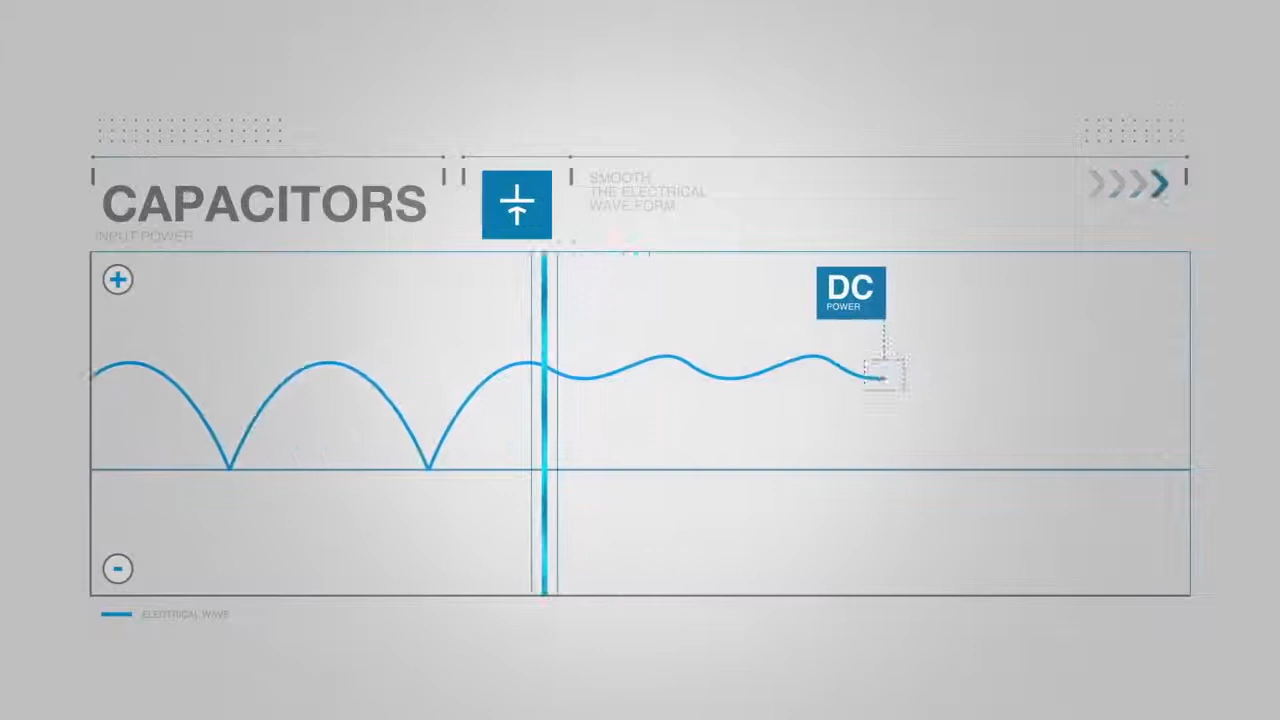 CAPACITORS
INPUT POWER
SMOOTH
THE ELECTRICAL
WAVE FORM
+
DC
POWER
-
ELECTRICAL WAVE